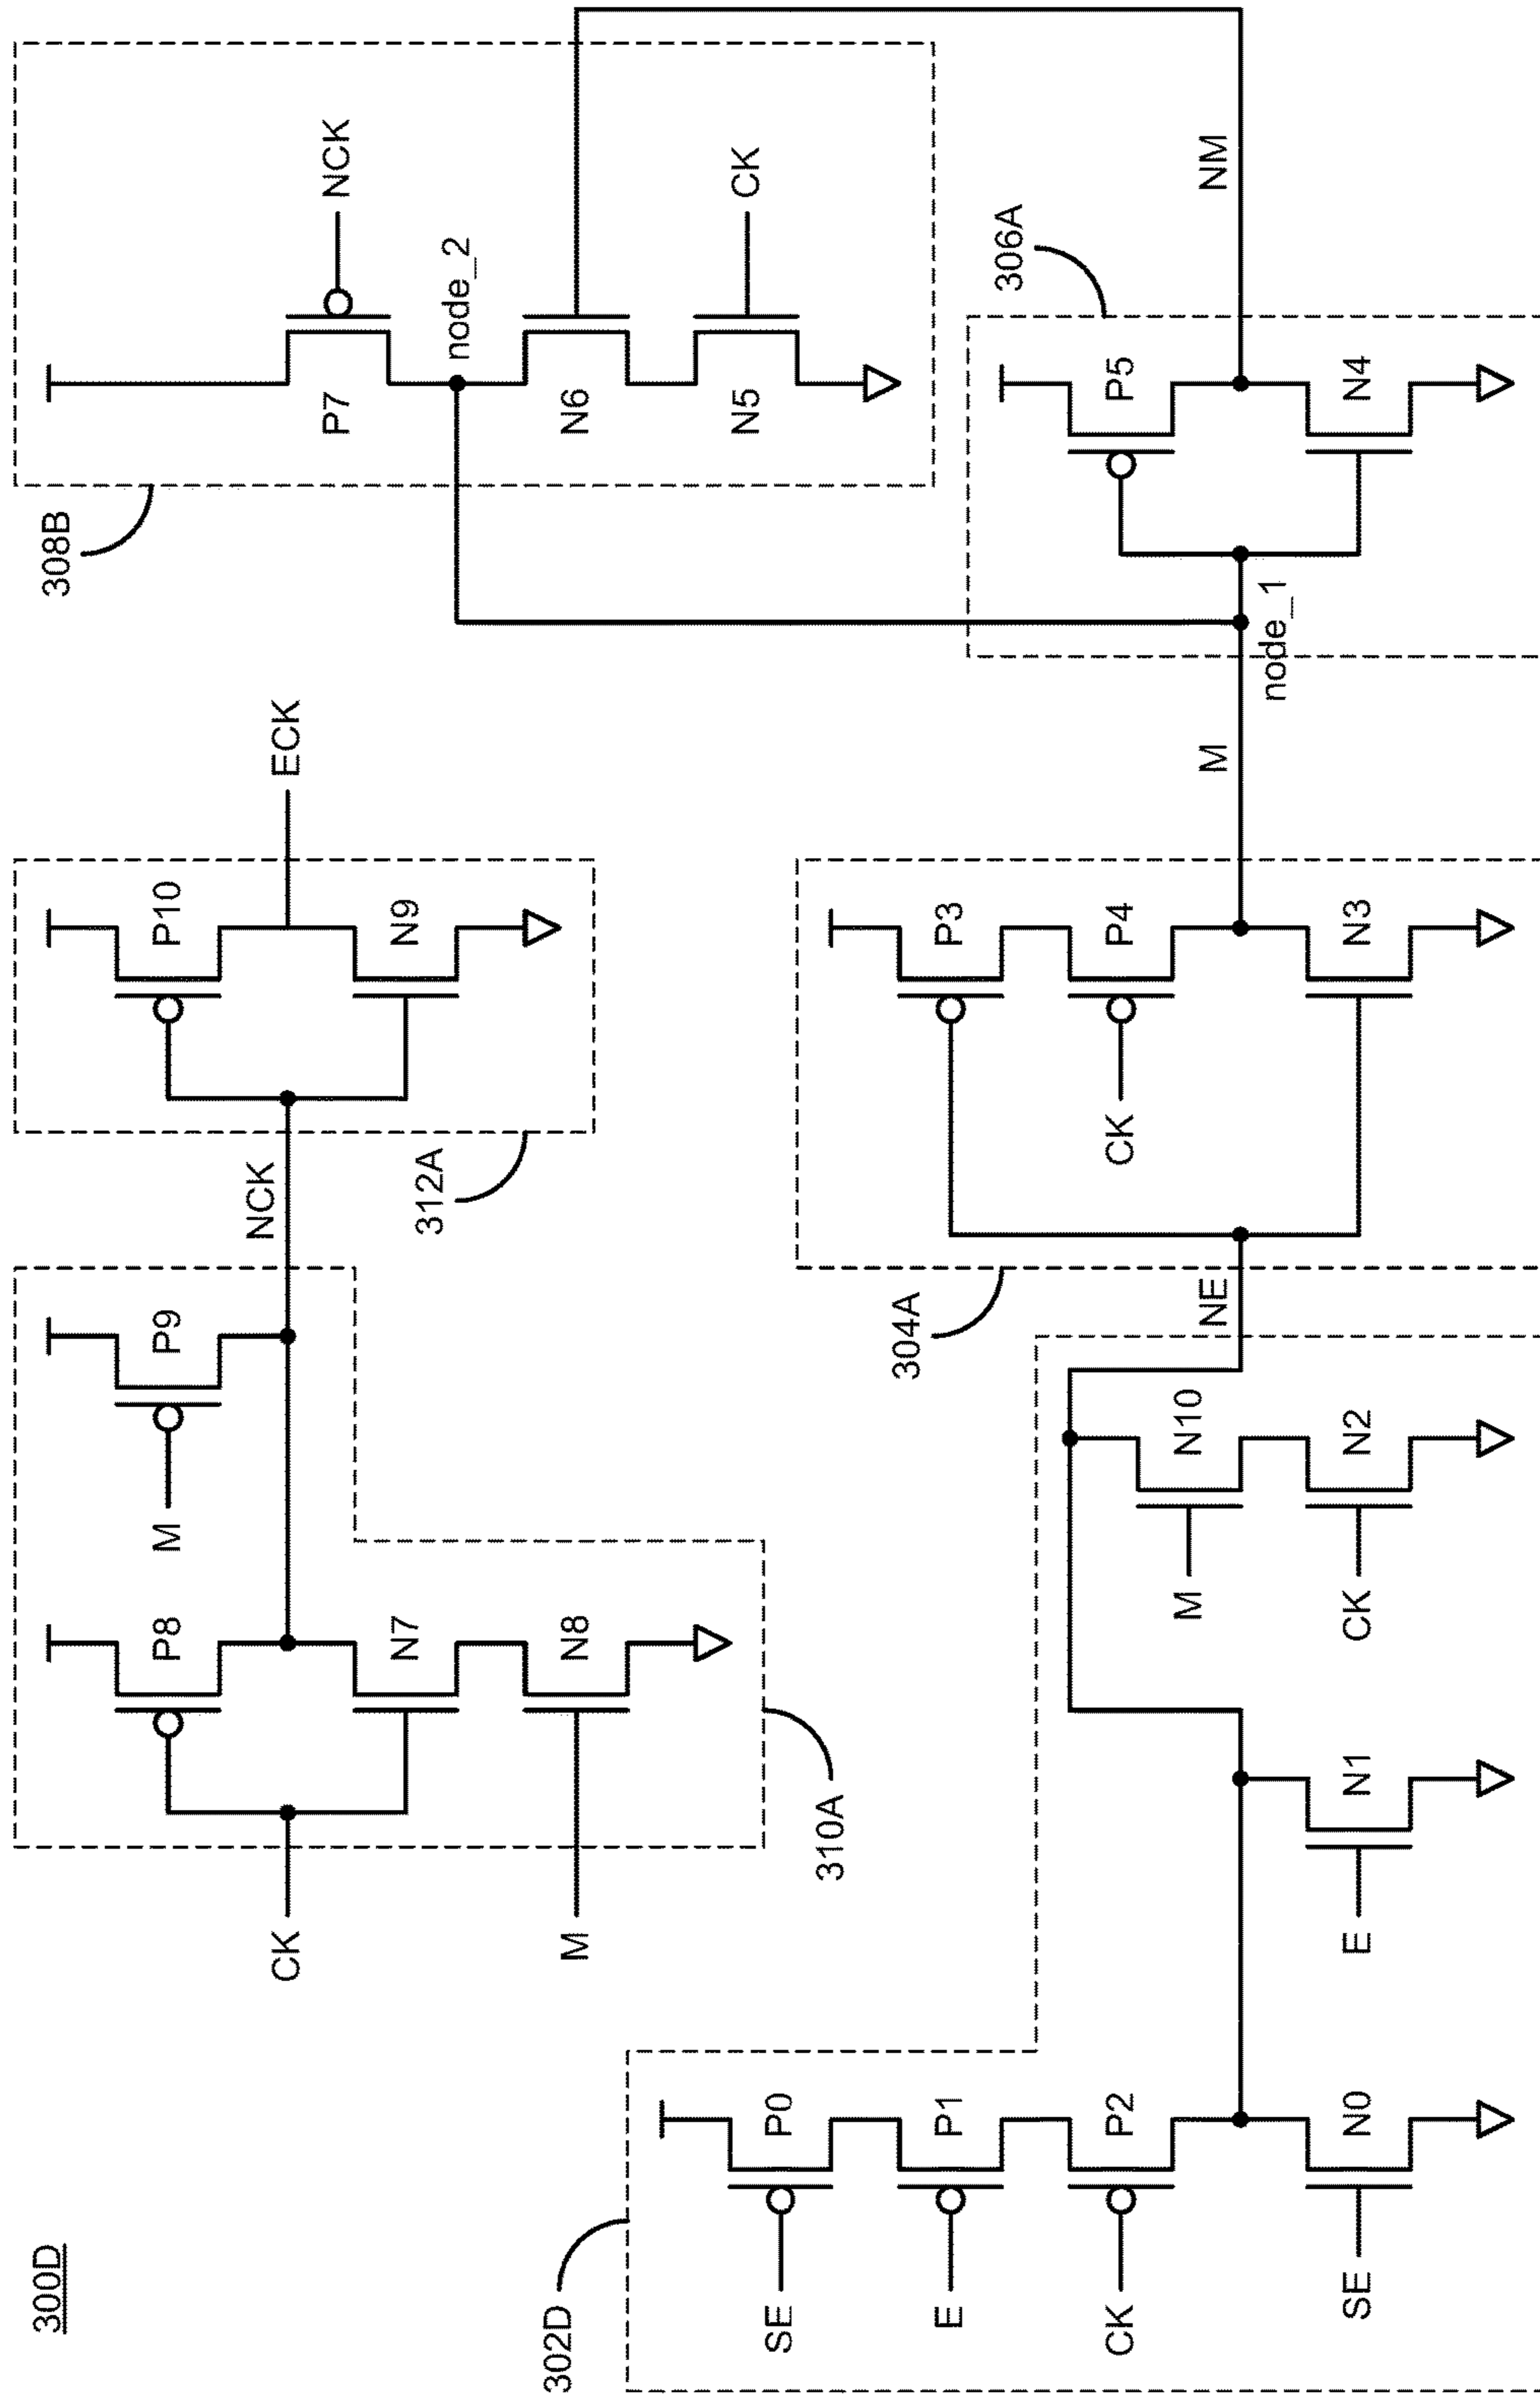 300D
302D
SE
E
CK
SE
P0
P1
P2
N0
E
N1
M
CK
N10
N2
NE
CK
M
310A
P8
N7
N8
M
P9
NCK
312A
P10
N9
ECK
304A
CK
P3
P4
N3
M
node_1
306A
P5
N4
NM
308B
P7
N6
N5
node_2
NCK
CK